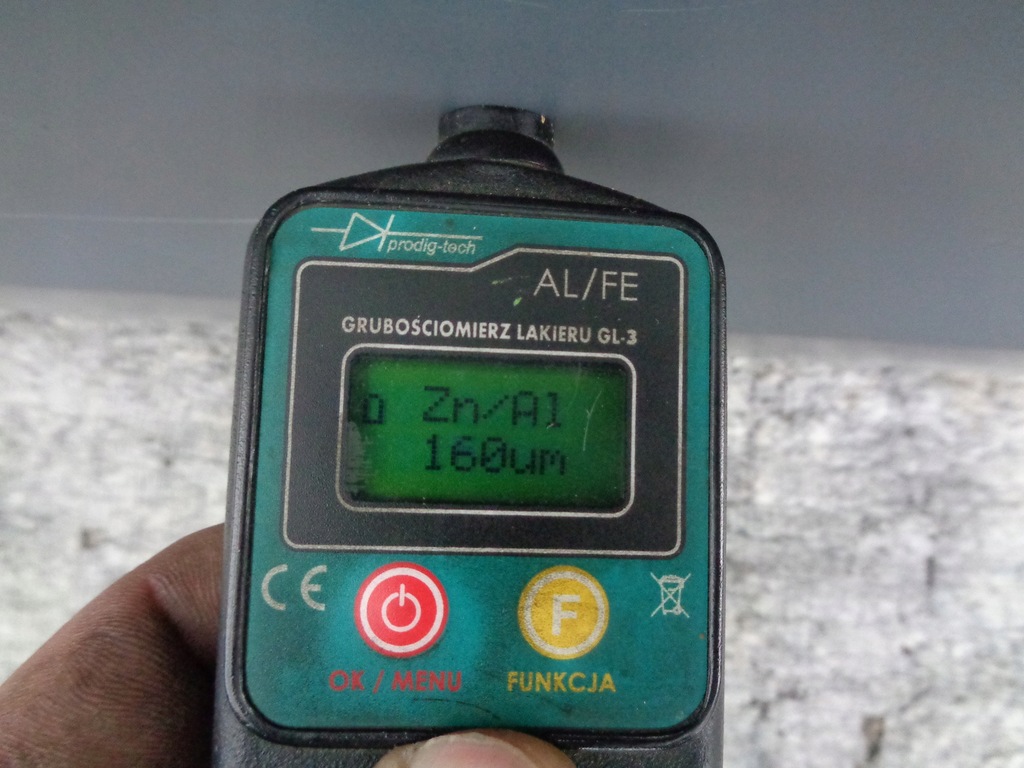 prodig-tech
AL/FE
GRUBOŚCIOMIERZ LAKIERU GL-3
Zn/Al
160um
CE
F
OK / MENU
FUNKCJA